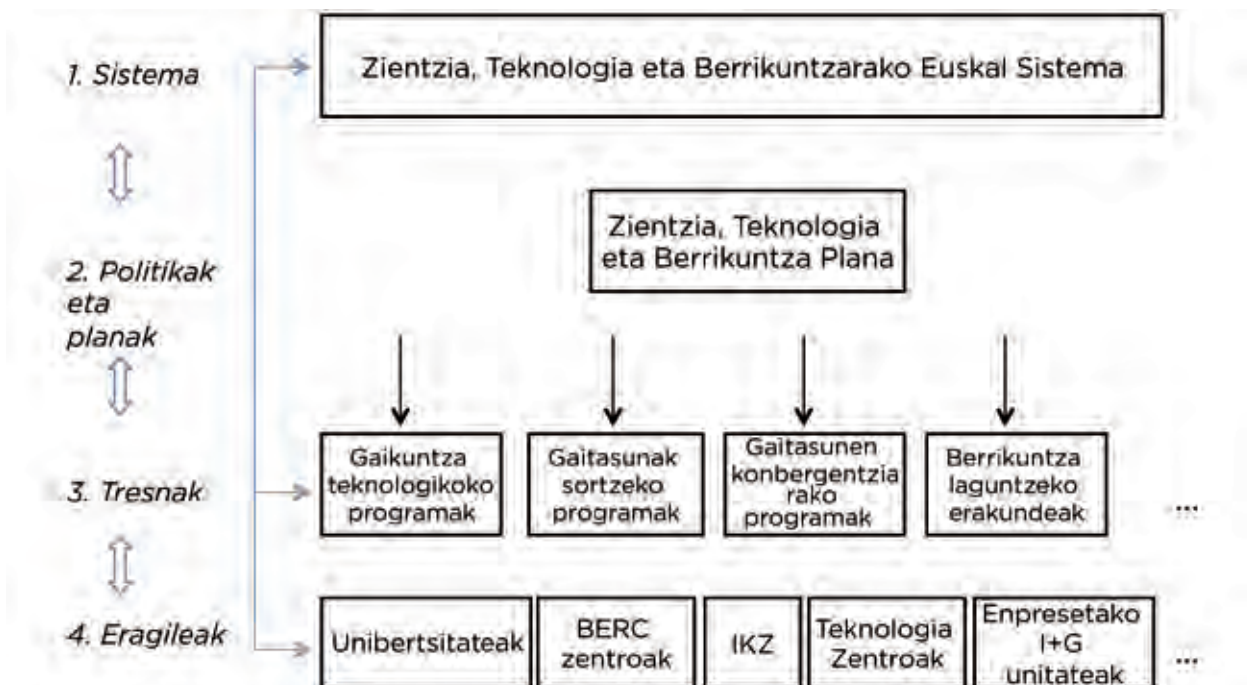 1. Sistema
Zientzia, Teknologia eta Berrikuntzarako Euskal Sistema
2. Politikak
eta
planak
Zientzia, Teknologia
eta Berrikuntza Plana
3. Tresnak
Gaikuntza
teknologikoko
programak
Gaitasunak
sortzeko
programak
Gaitasunen
konbergentzia
rako
programak
Berrikuntza
laguntzeko
erakundeak
...
4. Eragileak
Unibertsitateak
BERC
zentroak
IKZ
Teknologia
Zentroak
Enpresetako
I+G
unitateak
...